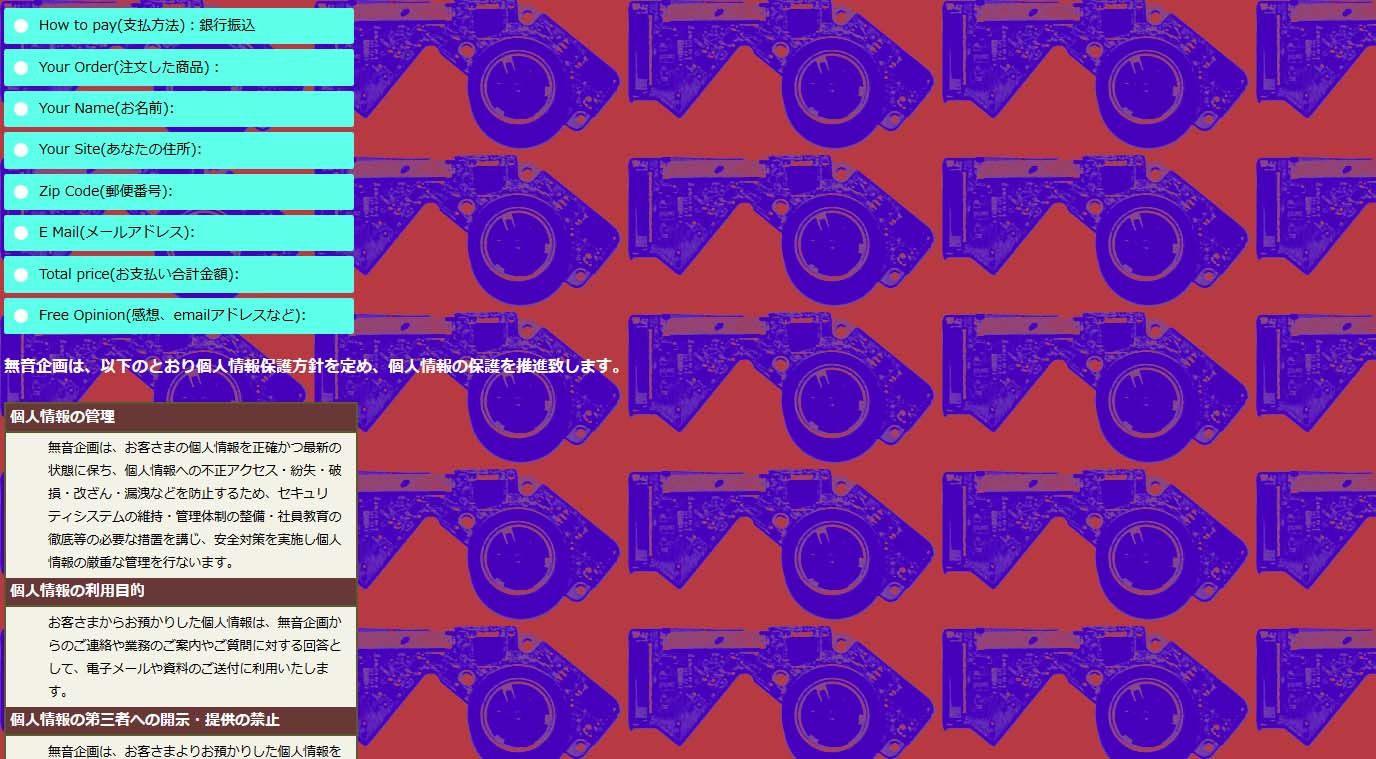 How to pay(支払方法) : 銀行振込
Your Order(注文した商品) :
Your Name(お名前):
Your Site(あなたの住所):
Zip Code(郵便番号):
E Mail(メールアドレス):
Total price(お支払い合計金額):
Free Opinion(感想、emailアドレスなど):
無音企画は、以下のとおり個人情報保護方針を定め、個人情報の保護を推進致します。
個人情報の管理
無音企画は、お客さまの個人情報を正確かつ最新の
状態に保ち、個人情報への不正アクセス・紛失・破
損・改ざん・漏洩などを防止するため、セキュリ
ティシステムの維持・管理体制の整備・社員教育の
徹底等の必要な措置を講じ、安全対策を実施し個人
情報の厳重な管理を行ないます。
個人情報の利用目的
お客さまからお預かりした個人情報は、無音企画か
らのご連絡や業務のご案内やご質問に対する回答と
して、電子メールや資料のご送付に利用いたしま
す。
個人情報の第三者への開示・提供の禁止
無音企画は、お客さまよりお預かりした個人情報を